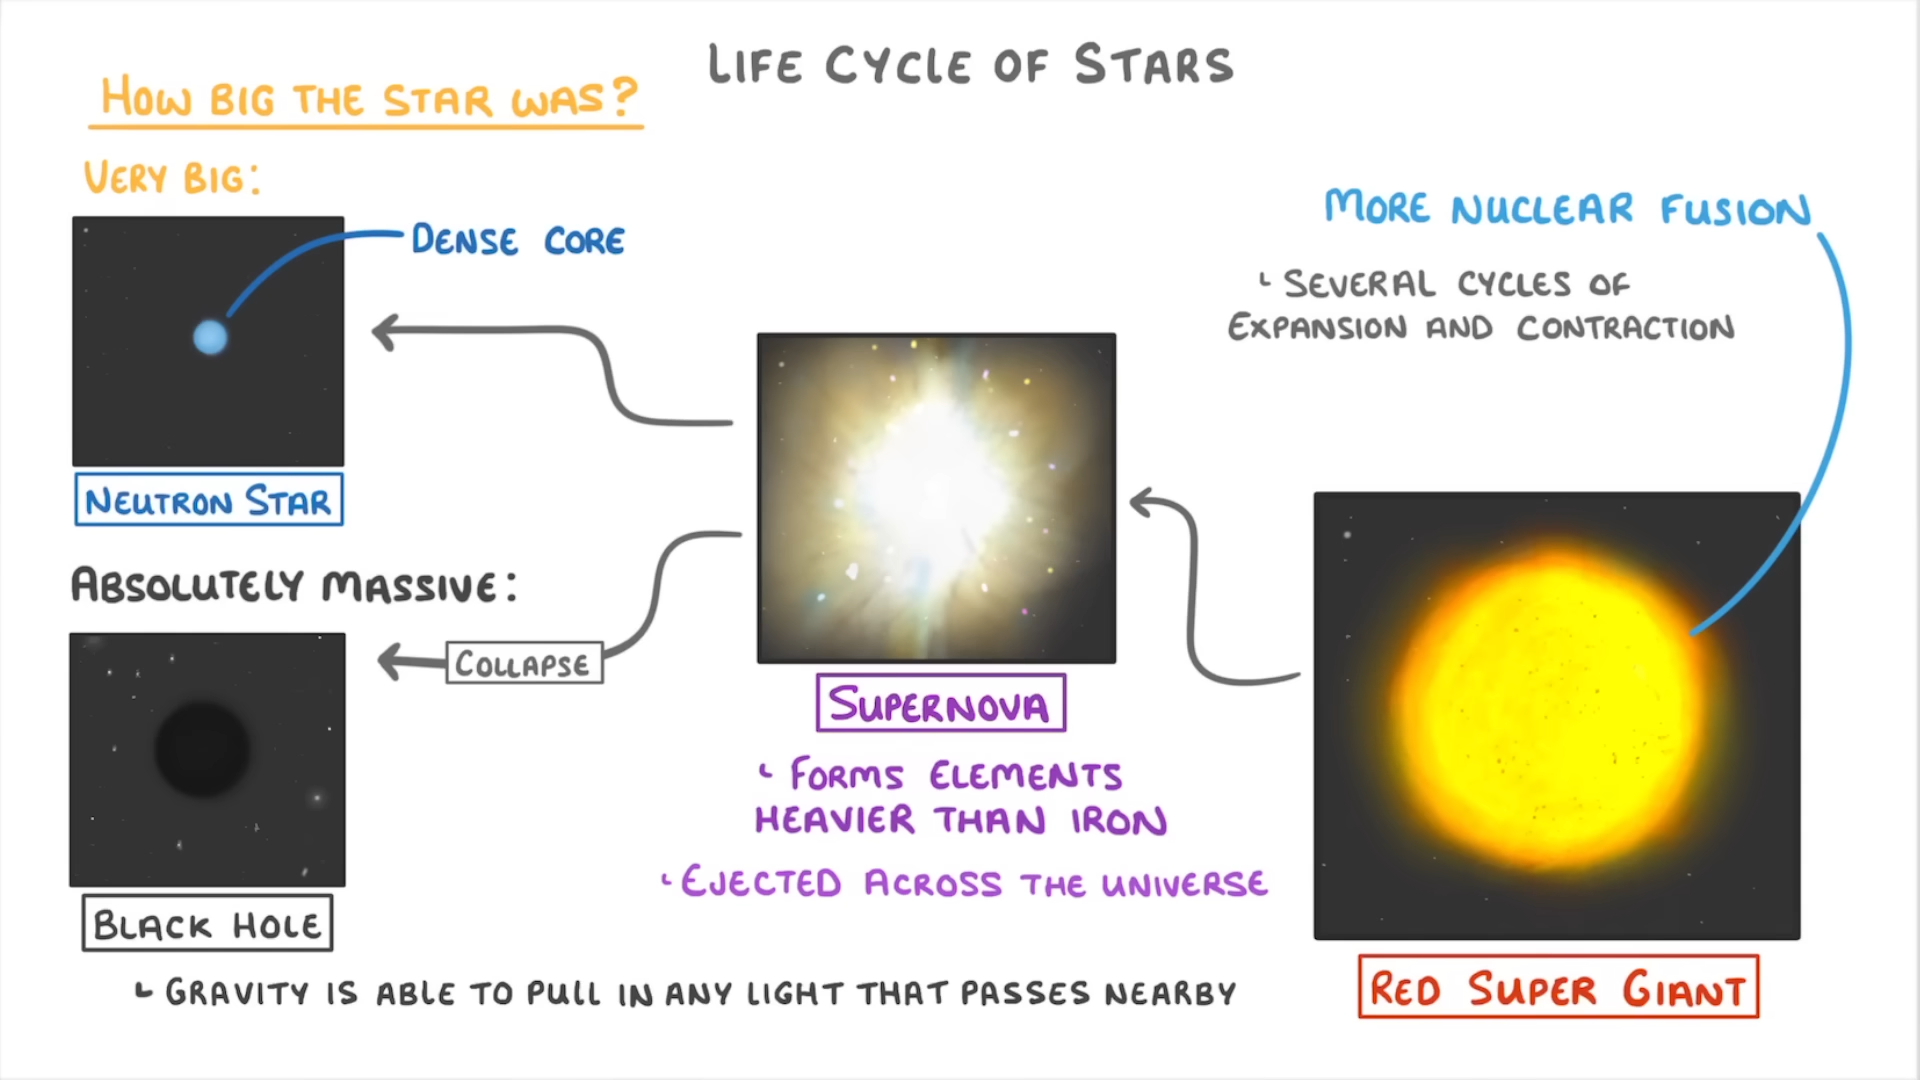 LIFE CYCLE OF STARS
HOW BIG THE STAR WAS?
VERY BIG:
DENSE CORE
NEUTRON STAR
ABSOLUTELY MASSIVE:
COLLAPSE
BLACK HOLE
GRAVITY IS ABLE TO PULL IN ANY LIGHT THAT PASSES NEARBY
SUPERNOVA
FORMS ELEMENTS
HEAVIER THAN IRON
EJECTED ACROSS THE UNIVERSE
MORE NUCLEAR FUSION
SEVERAL CYCLES OF
EXPANSION AND CONTRACTION
RED SUPER GIANT